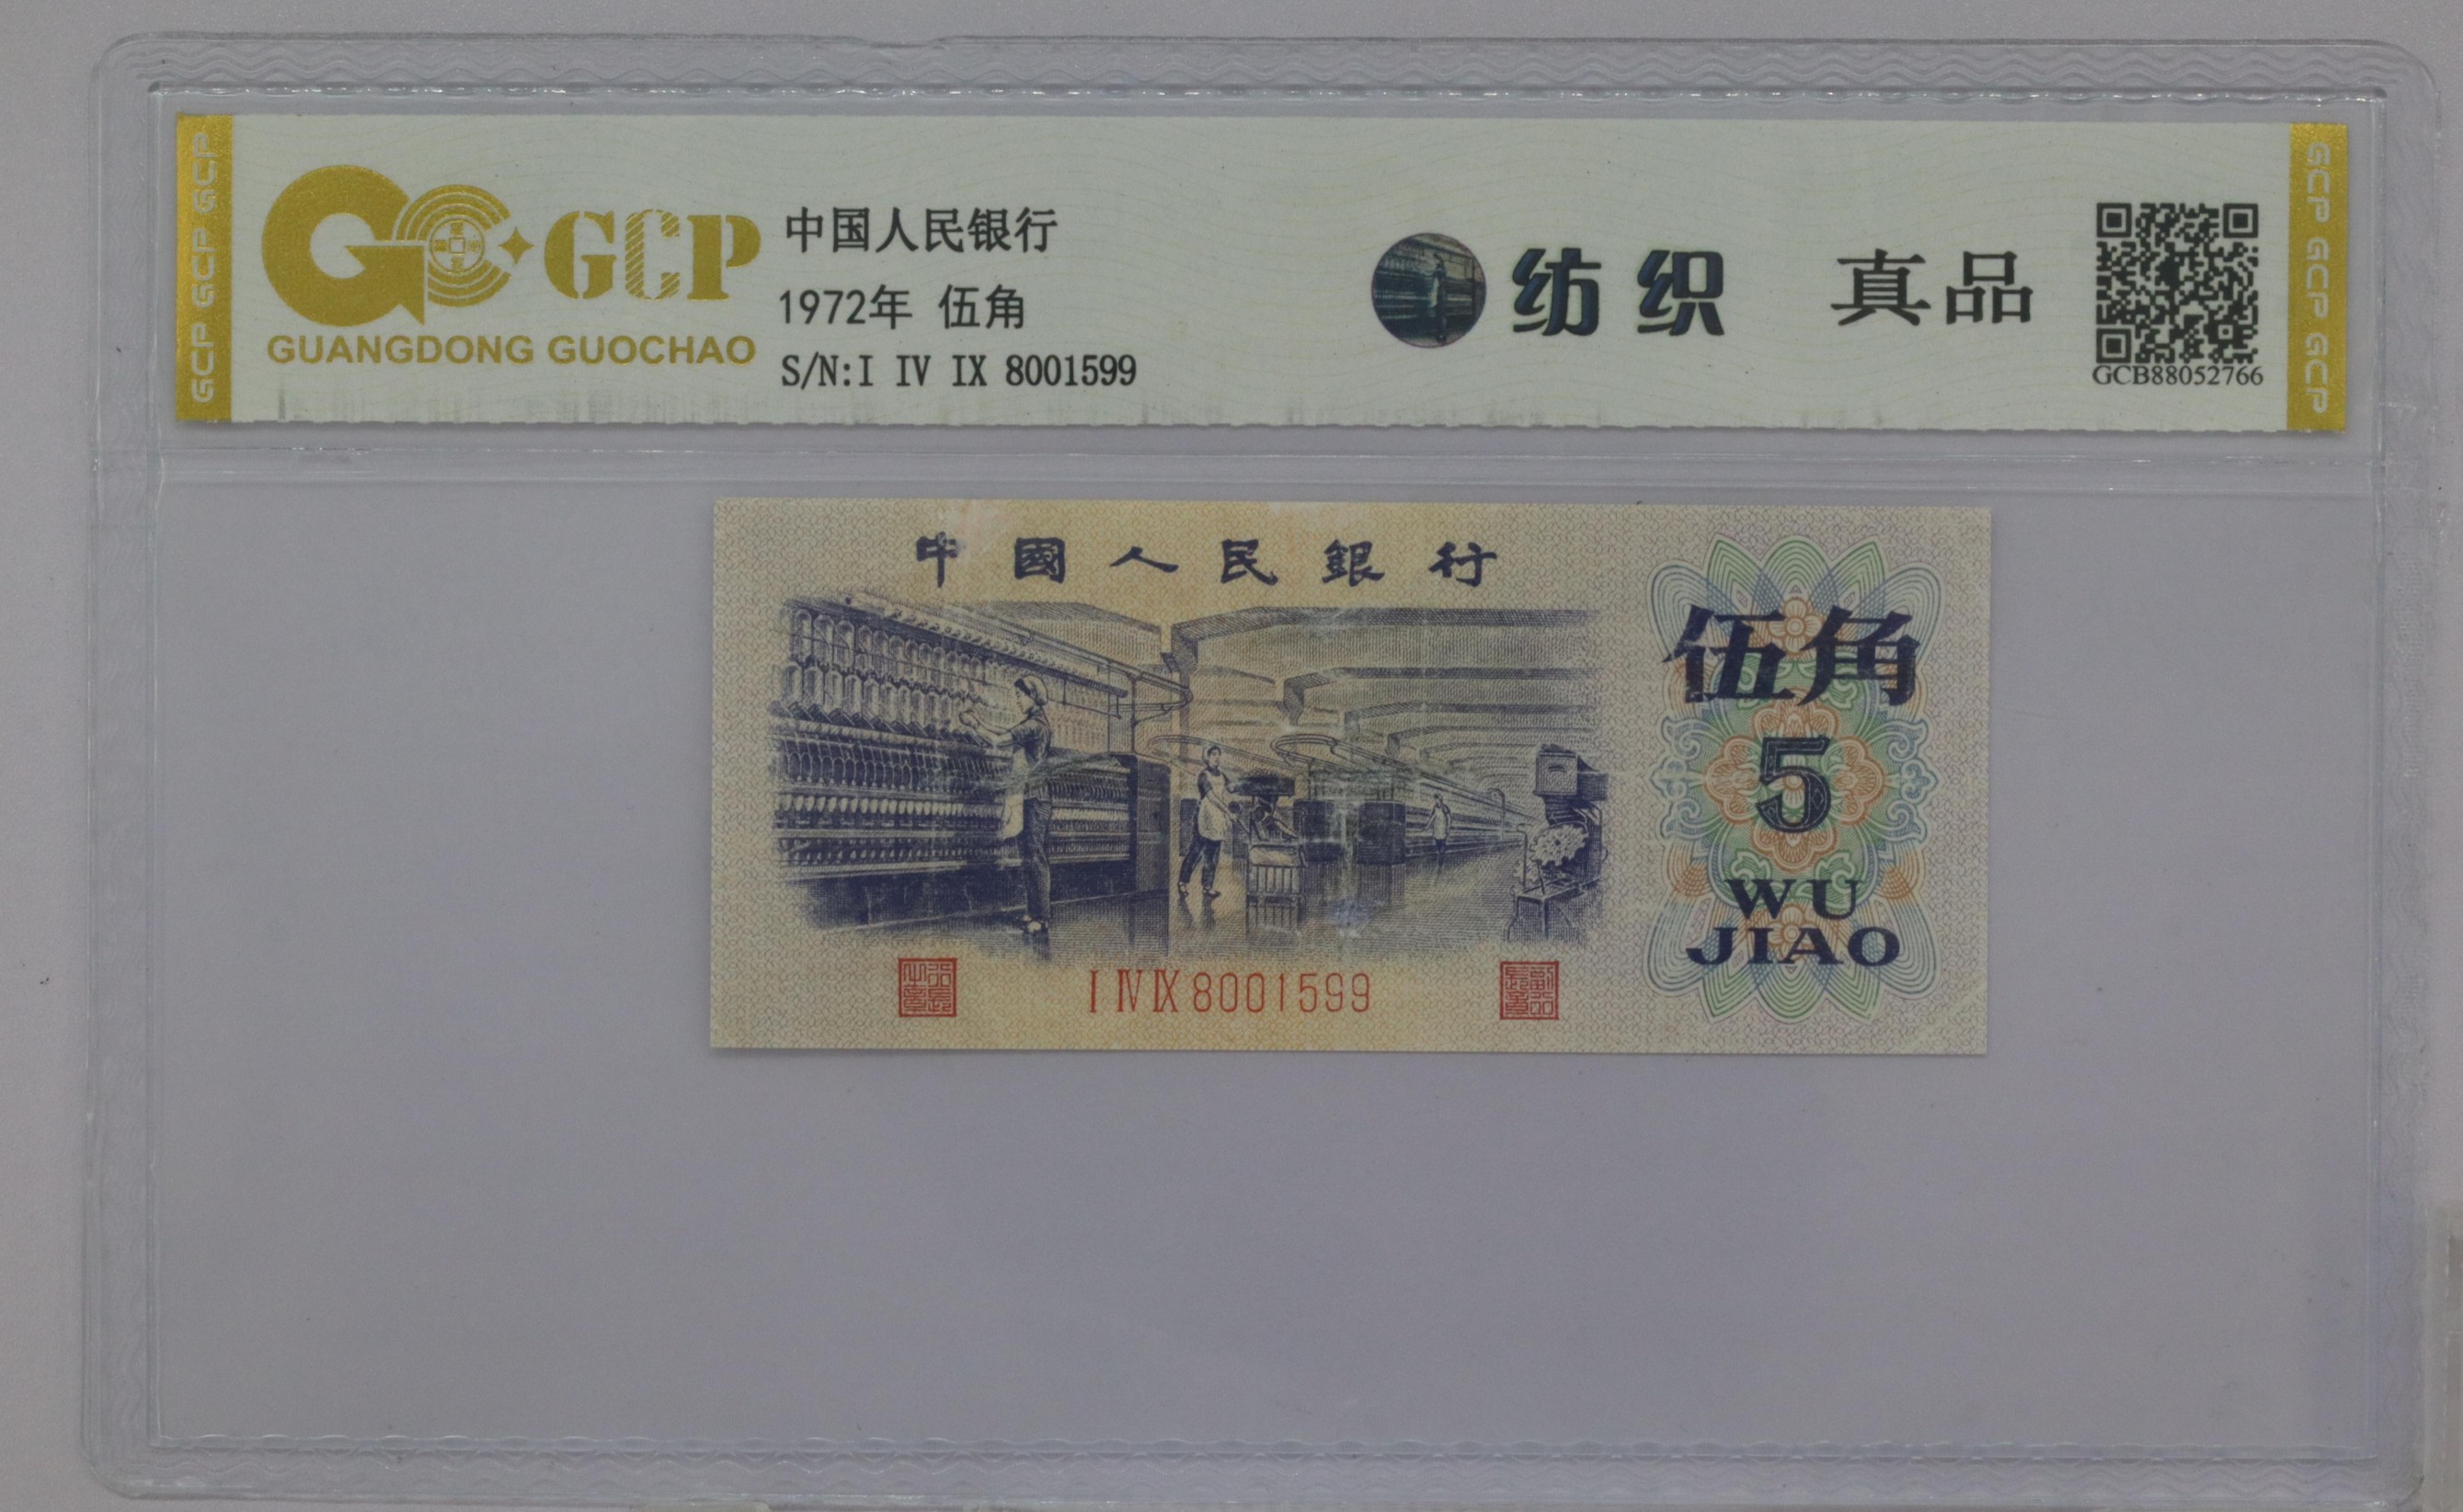 GCP GCP GCP
GCP
GUANGDONG GUOCHAO
中国人民银行
1972年 伍角
S/N:I IV IX 8001599
纺织 真品
GCB88052766
GCP GCP GCP
中國人民銀行
伍角
5
WU
JIAO
I IV IX 8001599